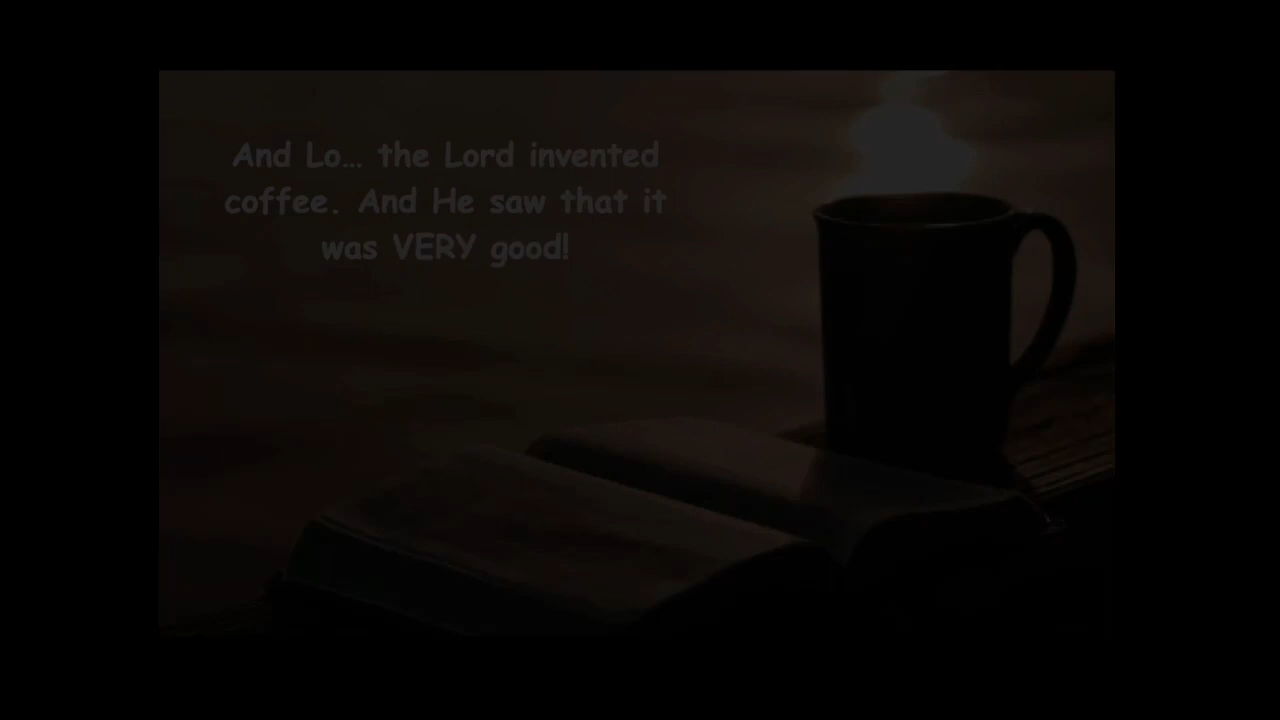 And Lo… the Lord invented
coffee. And He saw that it
was VERY good!